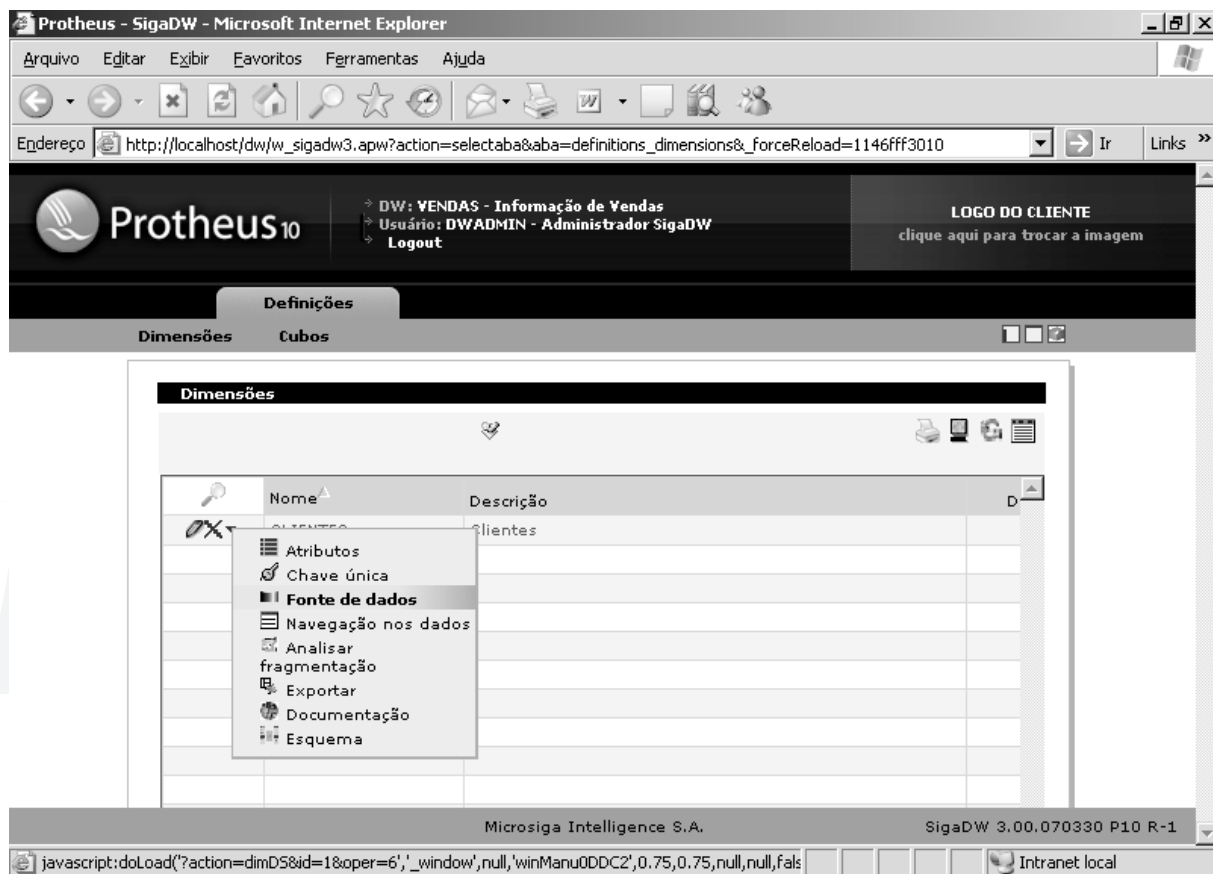 Protheus - SigaDW - Microsoft Internet Explorer
Arquivo Editar Exibir Favoritos Ferramentas Ajuda
Endereço http://localhost/dw/w_sigadw3.apw?action=selectaba&aba=definitions_dimensions&_forceReload=1146fff3010 Ir Links »
Protheus10
DW: VENDAS - Informação de Vendas
Usuário: DWADMIN - Administrador SigaDW
Logout
LOGO DO CLIENTE
clique aqui para trocar a imagem
Definições
Dimensões Cubos
Dimensões
Nome Descrição D
CLIENTES Clientes
Atributos
Chave única
Fonte de dados
Navegação nos dados
Analisar
fragmentação
Exportar
Documentação
Esquema
Microsiga Intelligence S.A. SigaDW 3.00.070330 P10 R-1
javascript:doLoad('?action=dimDS&id=1&oper=6','_window',null,'winManu0DDC2',0.75,0.75,null,null,fals Intranet local